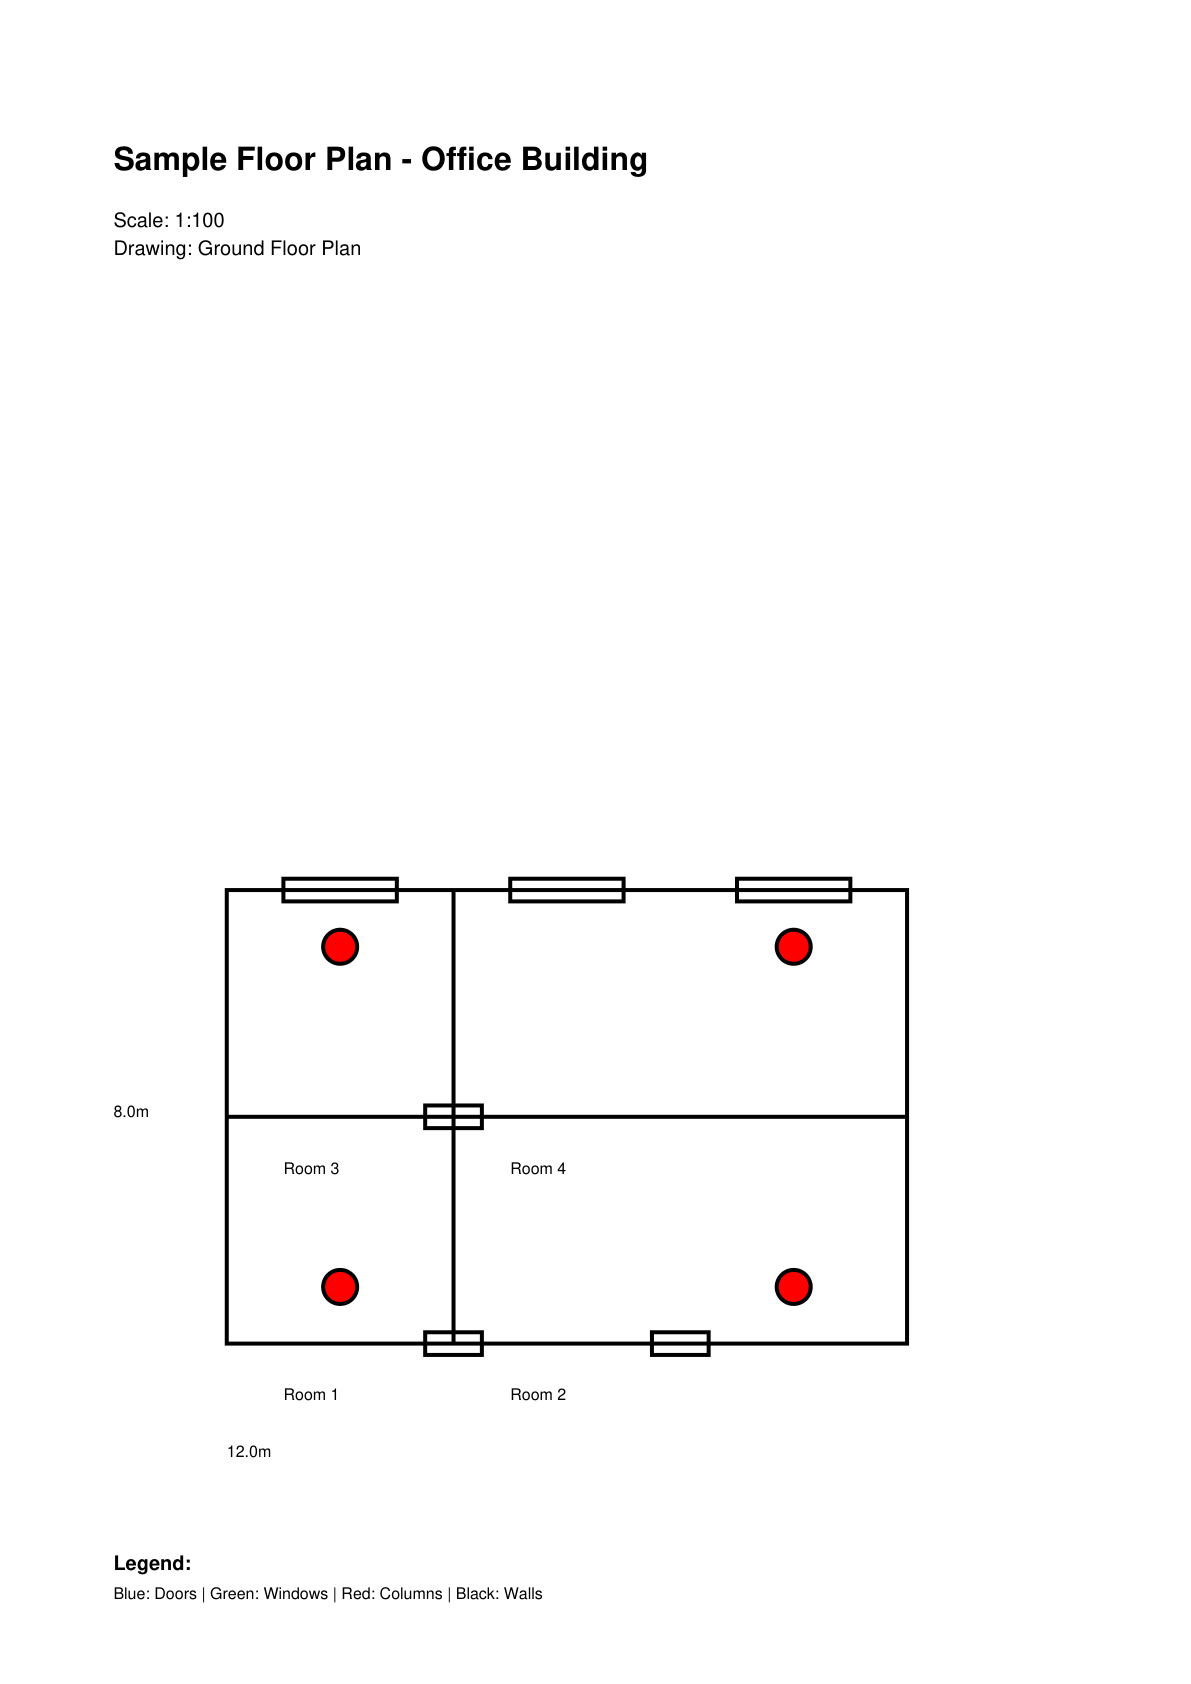 Sample Floor Plan - Office Building
Scale: 1:100
Drawing: Ground Floor Plan
8.0m
Room 3
Room 4
Room 1
Room 2
12.0m
Legend:
Blue: Doors | Green: Windows | Red: Columns | Black: Walls